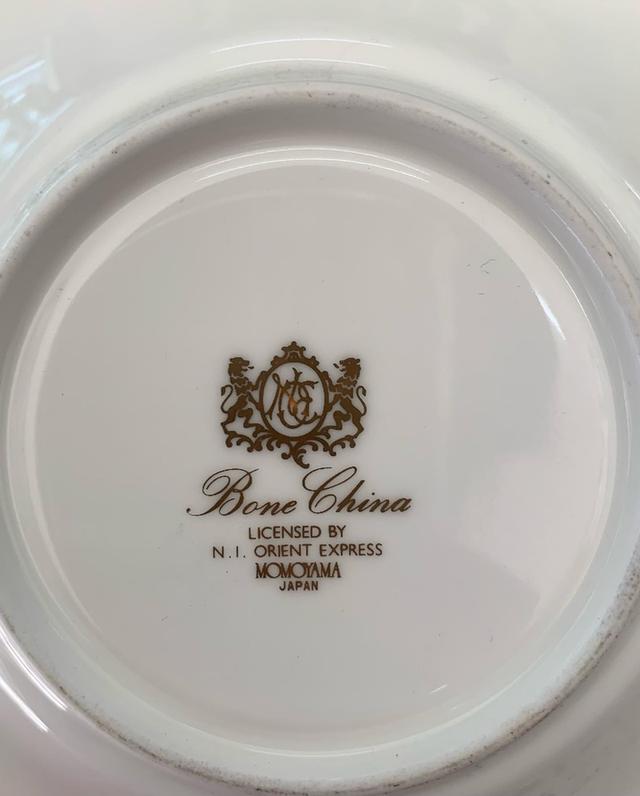 Bone China
LICENSED BY
N.I. ORIENT EXPRESS
MOMOYAMA
JAPAN